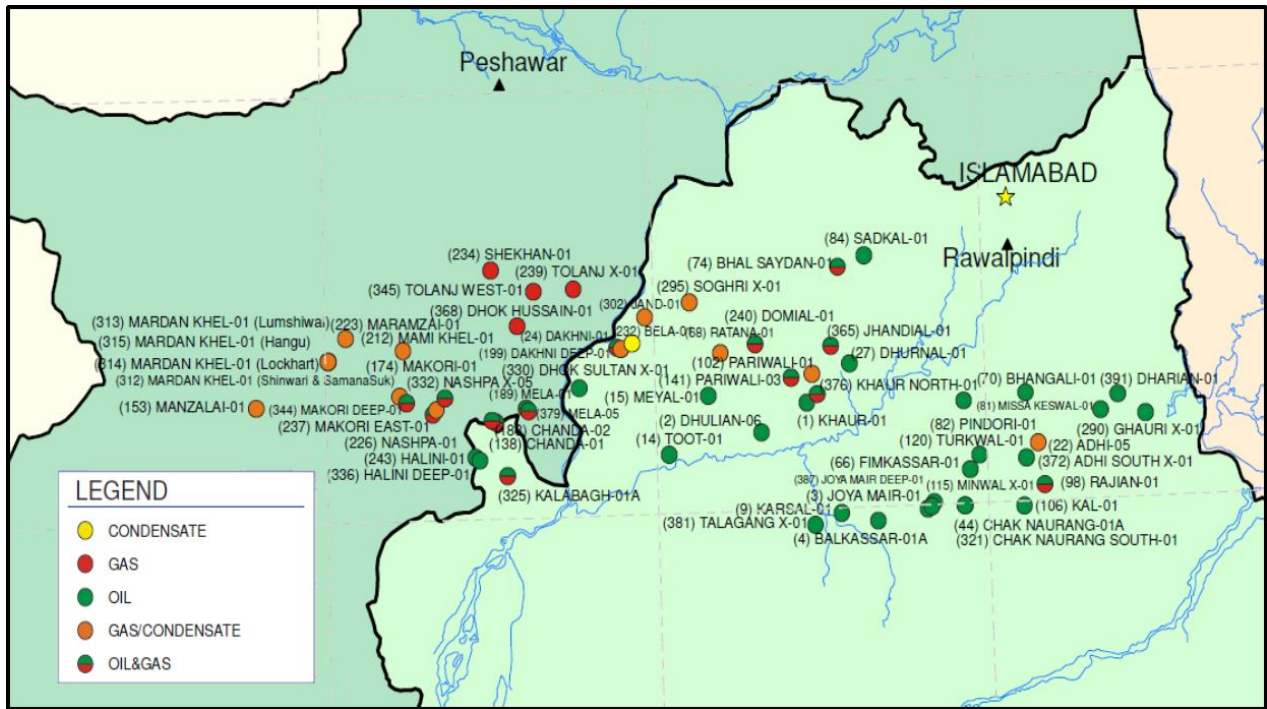 Peshawar
ISLAMABAD
Rawalpindi
(84) SADKAL-01
(234) SHEKHAN-01
(74) BHAL SAYDAN-01
(239) TOLANJ X-01
(345) TOLANJ WEST-01
(295) SOGHRI X-01
(302) JAND-01
(368) DHOK HUSSAIN-01
(240) DOMIAL-01
(313) MARDAN KHEL-01 (Lumshiwal)
(223) MARAMZAI-01
(24) DAKHNI-01
(68) RATANA-01
(365) JHANDIAL-01
(315) MARDAN KHEL-01 (Hangu)
(212) MAMI KHEL-01
(199) DAKHNI DEEP-01
(27) DHURNAL-01
(314) MARDAN KHEL-01 (Lockhart)
(174) MAKORI-01
(330) DHOK SULTAN X-01
(102) PARIWALI-01
(312) MARDAN KHEL-01 (Shinwari & SamanaSuk)
(332) NASHPA X-05
(141) PARIWALI-03
(376) KHAUR NORTH-01
(70) BHANGALI-01
(391) DHARIAN-01
(189) MELA-01
(15) MEYAL-01
(81) MISSA KESWAL-01
(153) MANZALAI-01
(344) MAKORI DEEP-01
(379) MELA-05
(2) DHULIAN-06
(1) KHAUR-01
(82) PINDORI-01
(290) GHAURI X-01
(237) MAKORI EAST-01
CHANDA-02
(226) NASHPA-01
(138) CHANDA-01
(14) TOOT-01
(120) TURKWAL-01
(22) ADHI-05
(243) HALINI-01
(66) FIMKASSAR-01
(372) ADHI SOUTH X-01
(336) HALINI DEEP-01
(387) JOYA MAIR DEEP-01
(115) MINWAL X-01
(98) RAJIAN-01
(325) KALABAGH-01A
(3) JOYA MAIR-01
(9) KARSAL-01
(106) KAL-01
(381) TALAGANG X-01
(44) CHAK NAURANG-01A
(4) BALKASSAR-01A
(321) CHAK NAURANG SOUTH-01
LEGEND
CONDENSATE
GAS
OIL
GAS/CONDENSATE
OIL&GAS